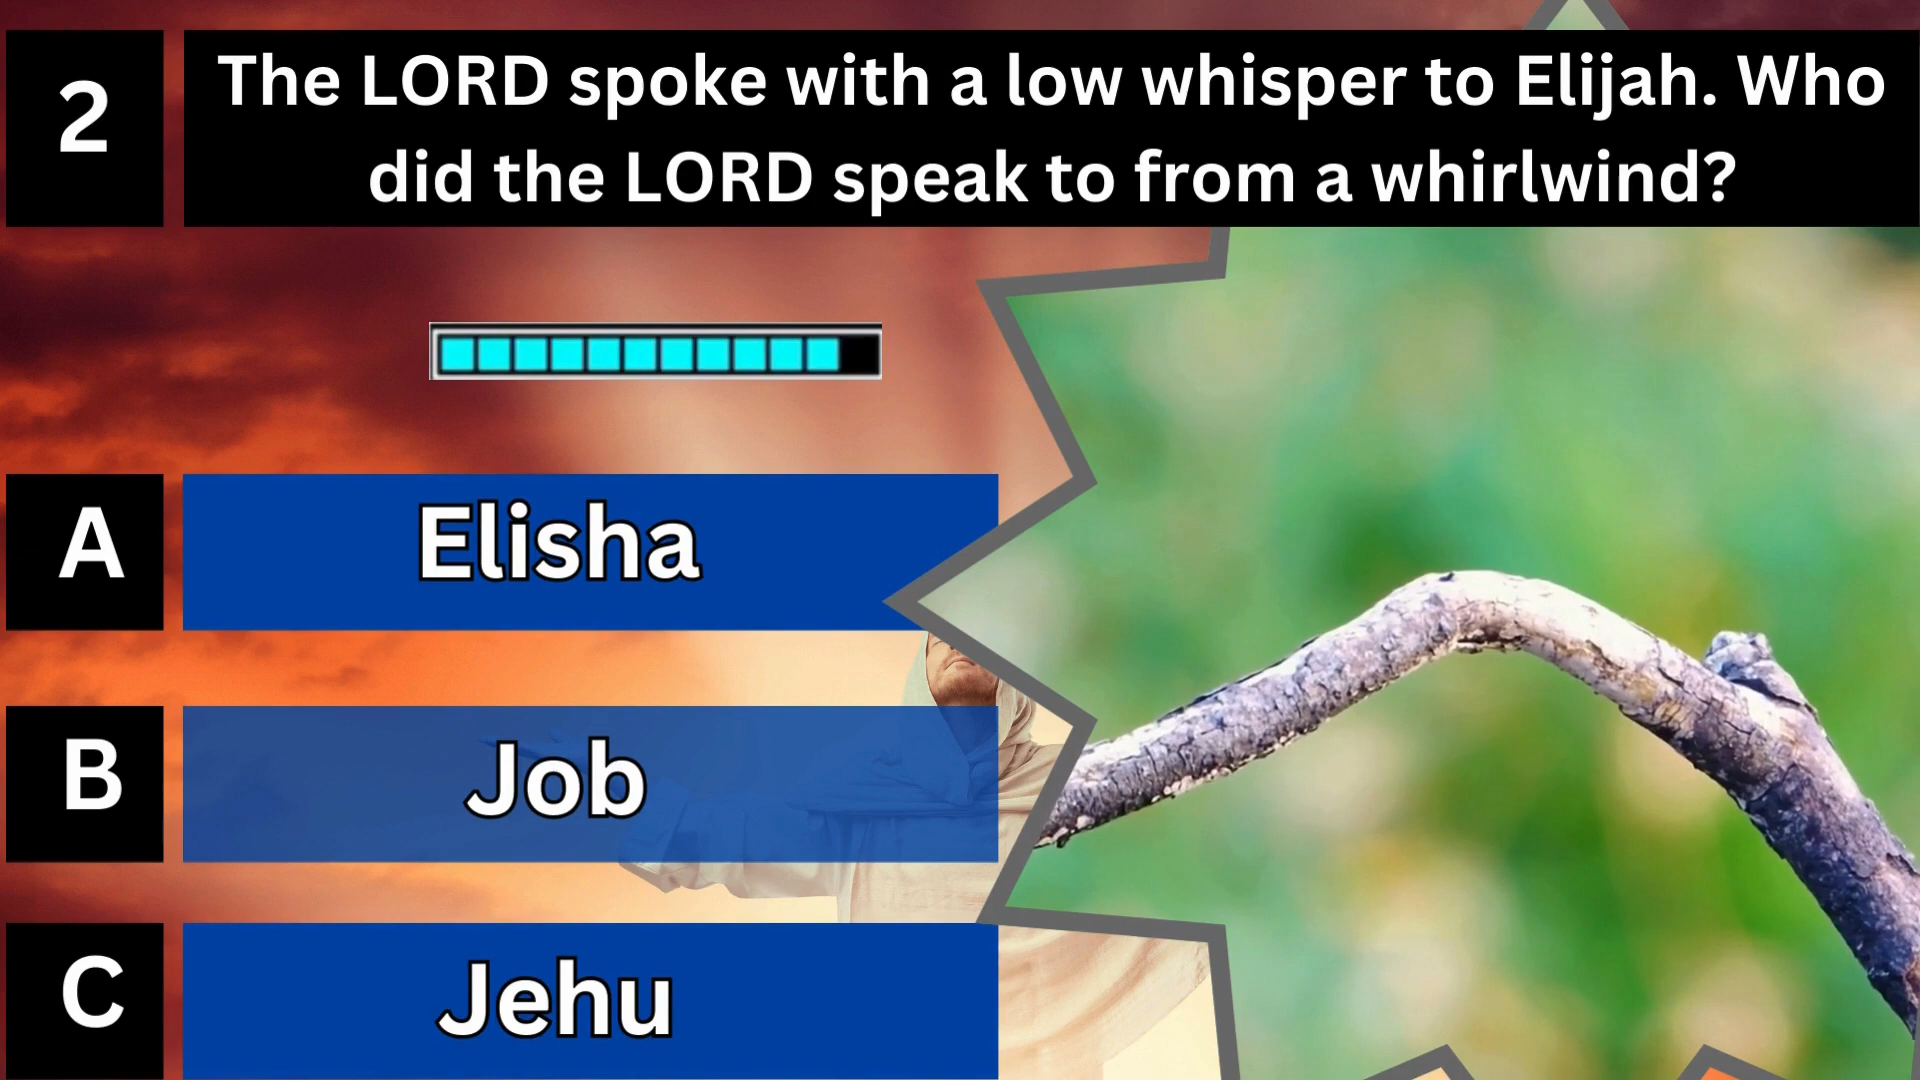 2
The LORD spoke with a low whisper to Elijah. Who
did the LORD speak to from a whirlwind?
A
Elisha
B
Job
C
Jehu